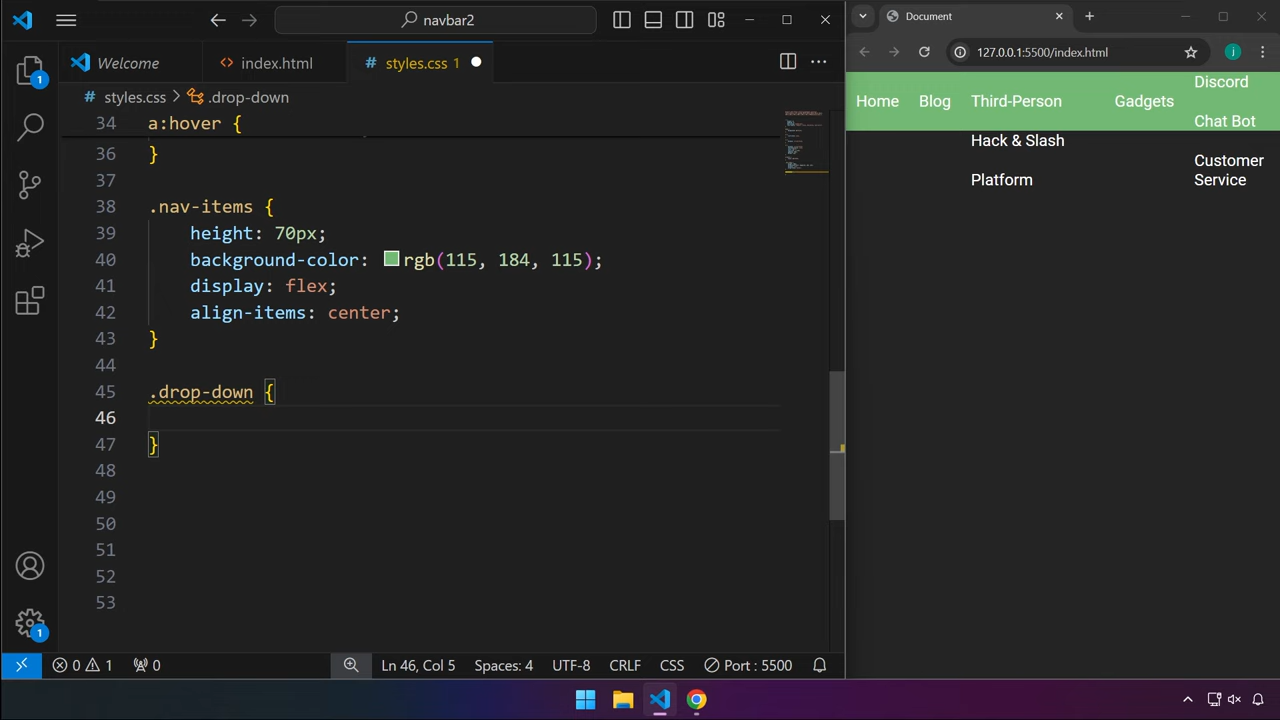 navbar2
Welcome
index.html
styles.css 1
styles.css > .drop-down
34 a:hover {
36 }
37
38 .nav-items {
39 height: 70px;
40 background-color: rgb(115, 184, 115);
41 display: flex;
42 align-items: center;
43 }
44
45 .drop-down {
46
47 }
48
49
50
51
52
53
1
1
0 1 0
Ln 46, Col 5
Spaces: 4
UTF-8
CRLF
CSS
Port : 5500
Document
127.0.0.1:5500/index.html
j
Home
Blog
Third-Person
Hack & Slash
Platform
Gadgets
Discord
Chat Bot
Customer
Service